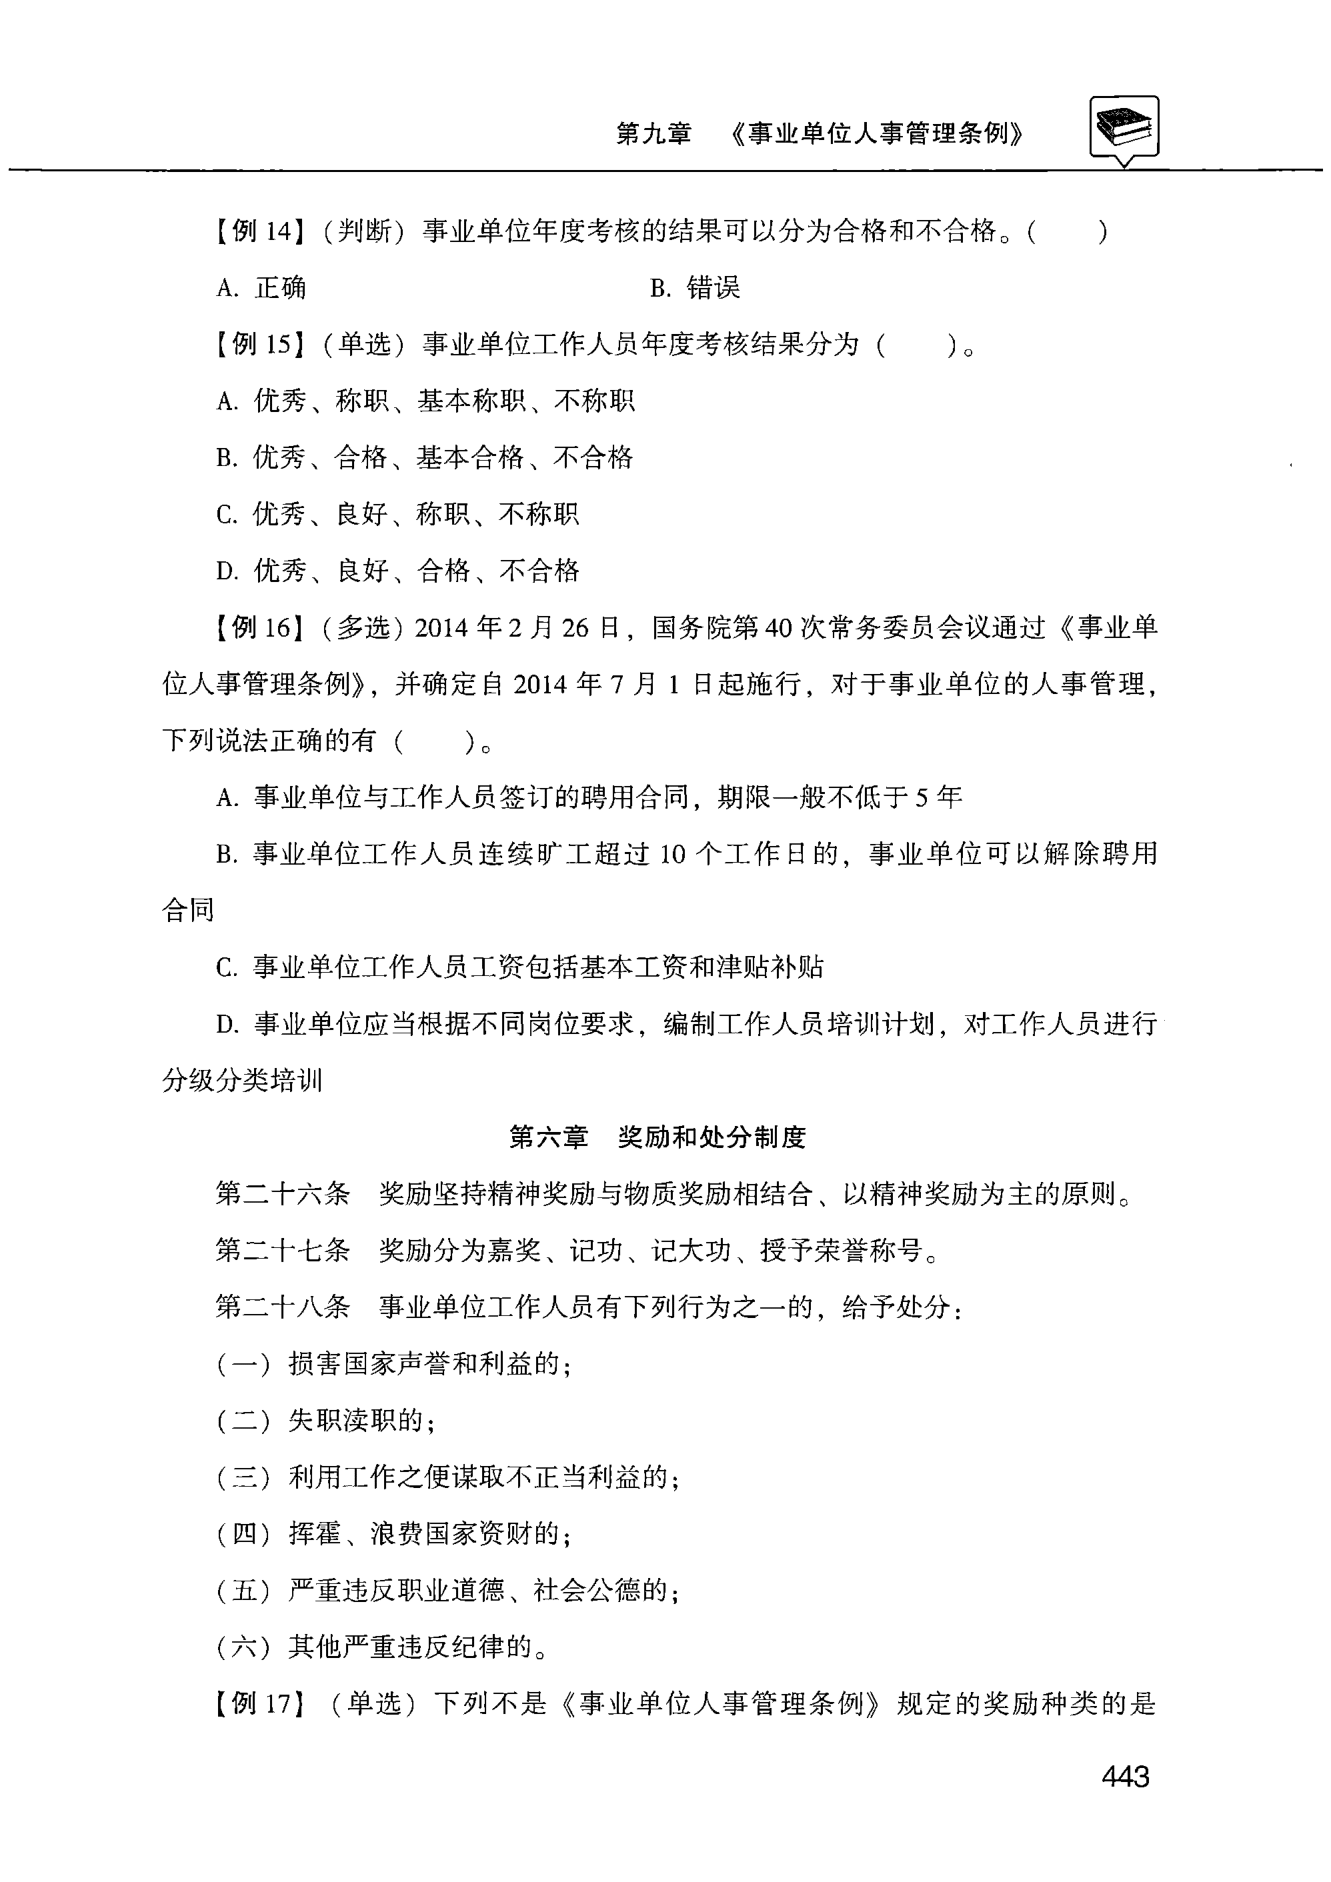 第九章 《事业单位人事管理条例》
【例 14】（判断）事业单位年度考核的结果可以分为合格和不合格。（ ）
A. 正确 B. 错误
【例 15】（单选）事业单位工作人员年度考核结果分为（ ）。
A. 优秀、称职、基本称职、不称职
B. 优秀、合格、基本合格、不合格
C. 优秀、良好、称职、不称职
D. 优秀、良好、合格、不合格
【例 16】（多选）2014 年 2 月 26 日，国务院第 40 次常务委员会议通过《事业单
位人事管理条例》，并确定自 2014 年 7 月 1 日起施行，对于事业单位的人事管理，
下列说法正确的有（ ）。
A. 事业单位与工作人员签订的聘用合同，期限一般不低于 5 年
B. 事业单位工作人员连续旷工超过 10 个工作日的，事业单位可以解除聘用
合同
C. 事业单位工作人员工资包括基本工资和津贴补贴
D. 事业单位应当根据不同岗位要求，编制工作人员培训计划，对工作人员进行
分级分类培训
第六章 奖励和处分制度
第二十六条 奖励坚持精神奖励与物质奖励相结合、以精神奖励为主的原则。
第二十七条 奖励分为嘉奖、记功、记大功、授予荣誉称号。
第二十八条 事业单位工作人员有下列行为之一的，给予处分：
（一）损害国家声誉和利益的；
（二）失职渎职的；
（三）利用工作之便谋取不正当利益的；
（四）挥霍、浪费国家资财的；
（五）严重违反职业道德、社会公德的；
（六）其他严重违反纪律的。
【例 17】（单选）下列不是《事业单位人事管理条例》规定的奖励种类的是
443